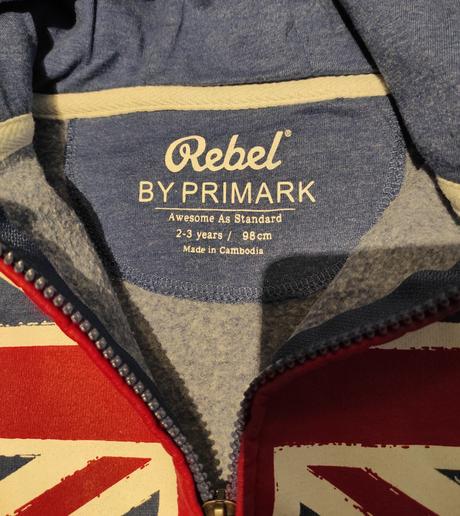 Rebel®
BY PRIMARK
Awesome As Standard
2-3 years / 98cm
Made in Cambodia